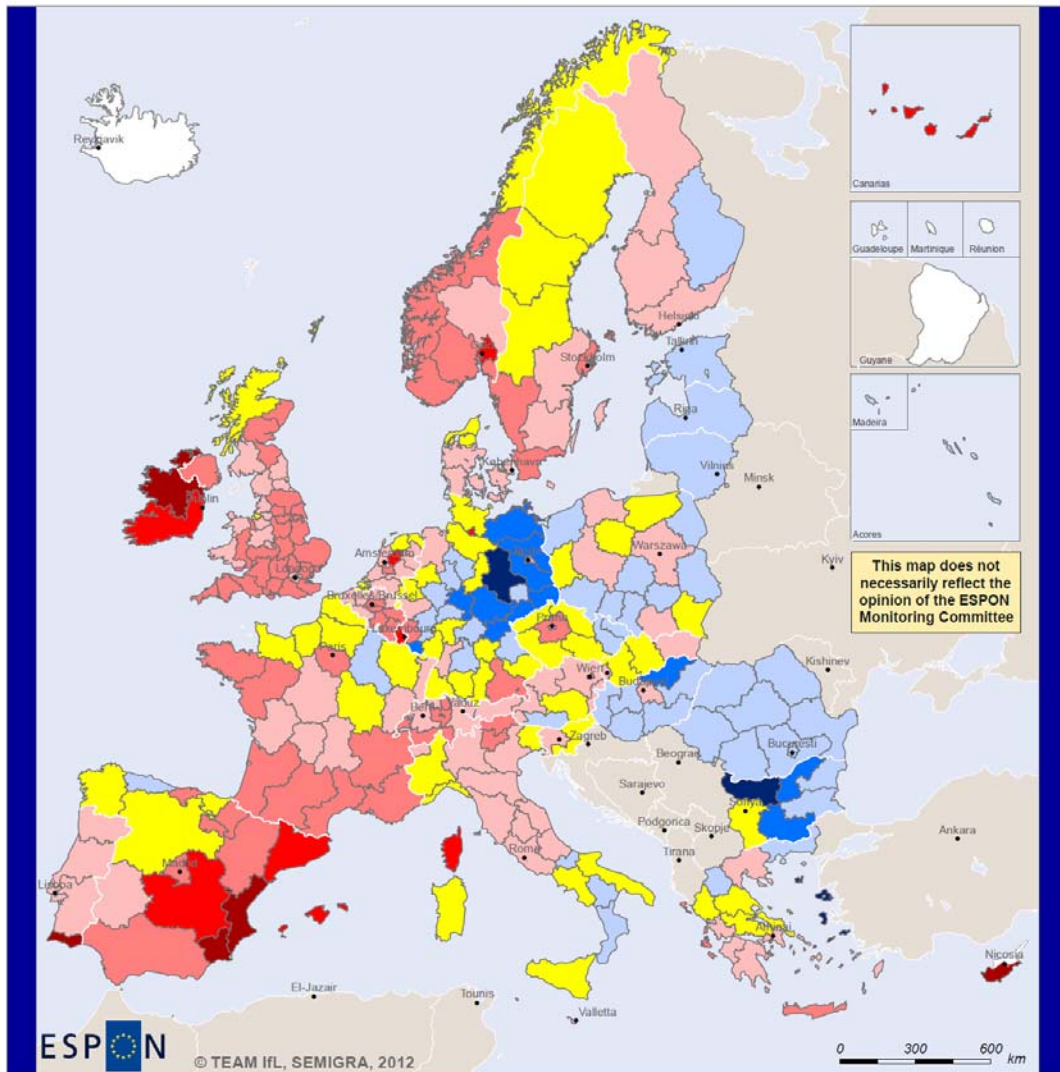 Reykjavik
Canarias
Guadeloupe
Martinique
Réunion
Guyane
Madeira
Acores
This map does not
necessarily reflect the
opinion of the ESPON
Monitoring Committee
Helsinki
Tallinn
Stockholm
Riga
København
Vilnius
Minsk
Dublin
Amsterdam
Warszawa
London
Kyiv
Bruxelles/Brussel
Luxembourg
Praha
Paris
Kishinev
Wien
Budapest
Bern
Vaduz
Zagreb
Bucuresti
Beograd
Sarajevo
Sofiya
Podgorica
Skopje
Ankara
Madrid
Roma
Tirana
Lisboa
Athinai
Nicosia
El-Jazair
Tounis
Valletta
ESPON
© TEAM IfL, SEMIGRA, 2012
0 300 600
km